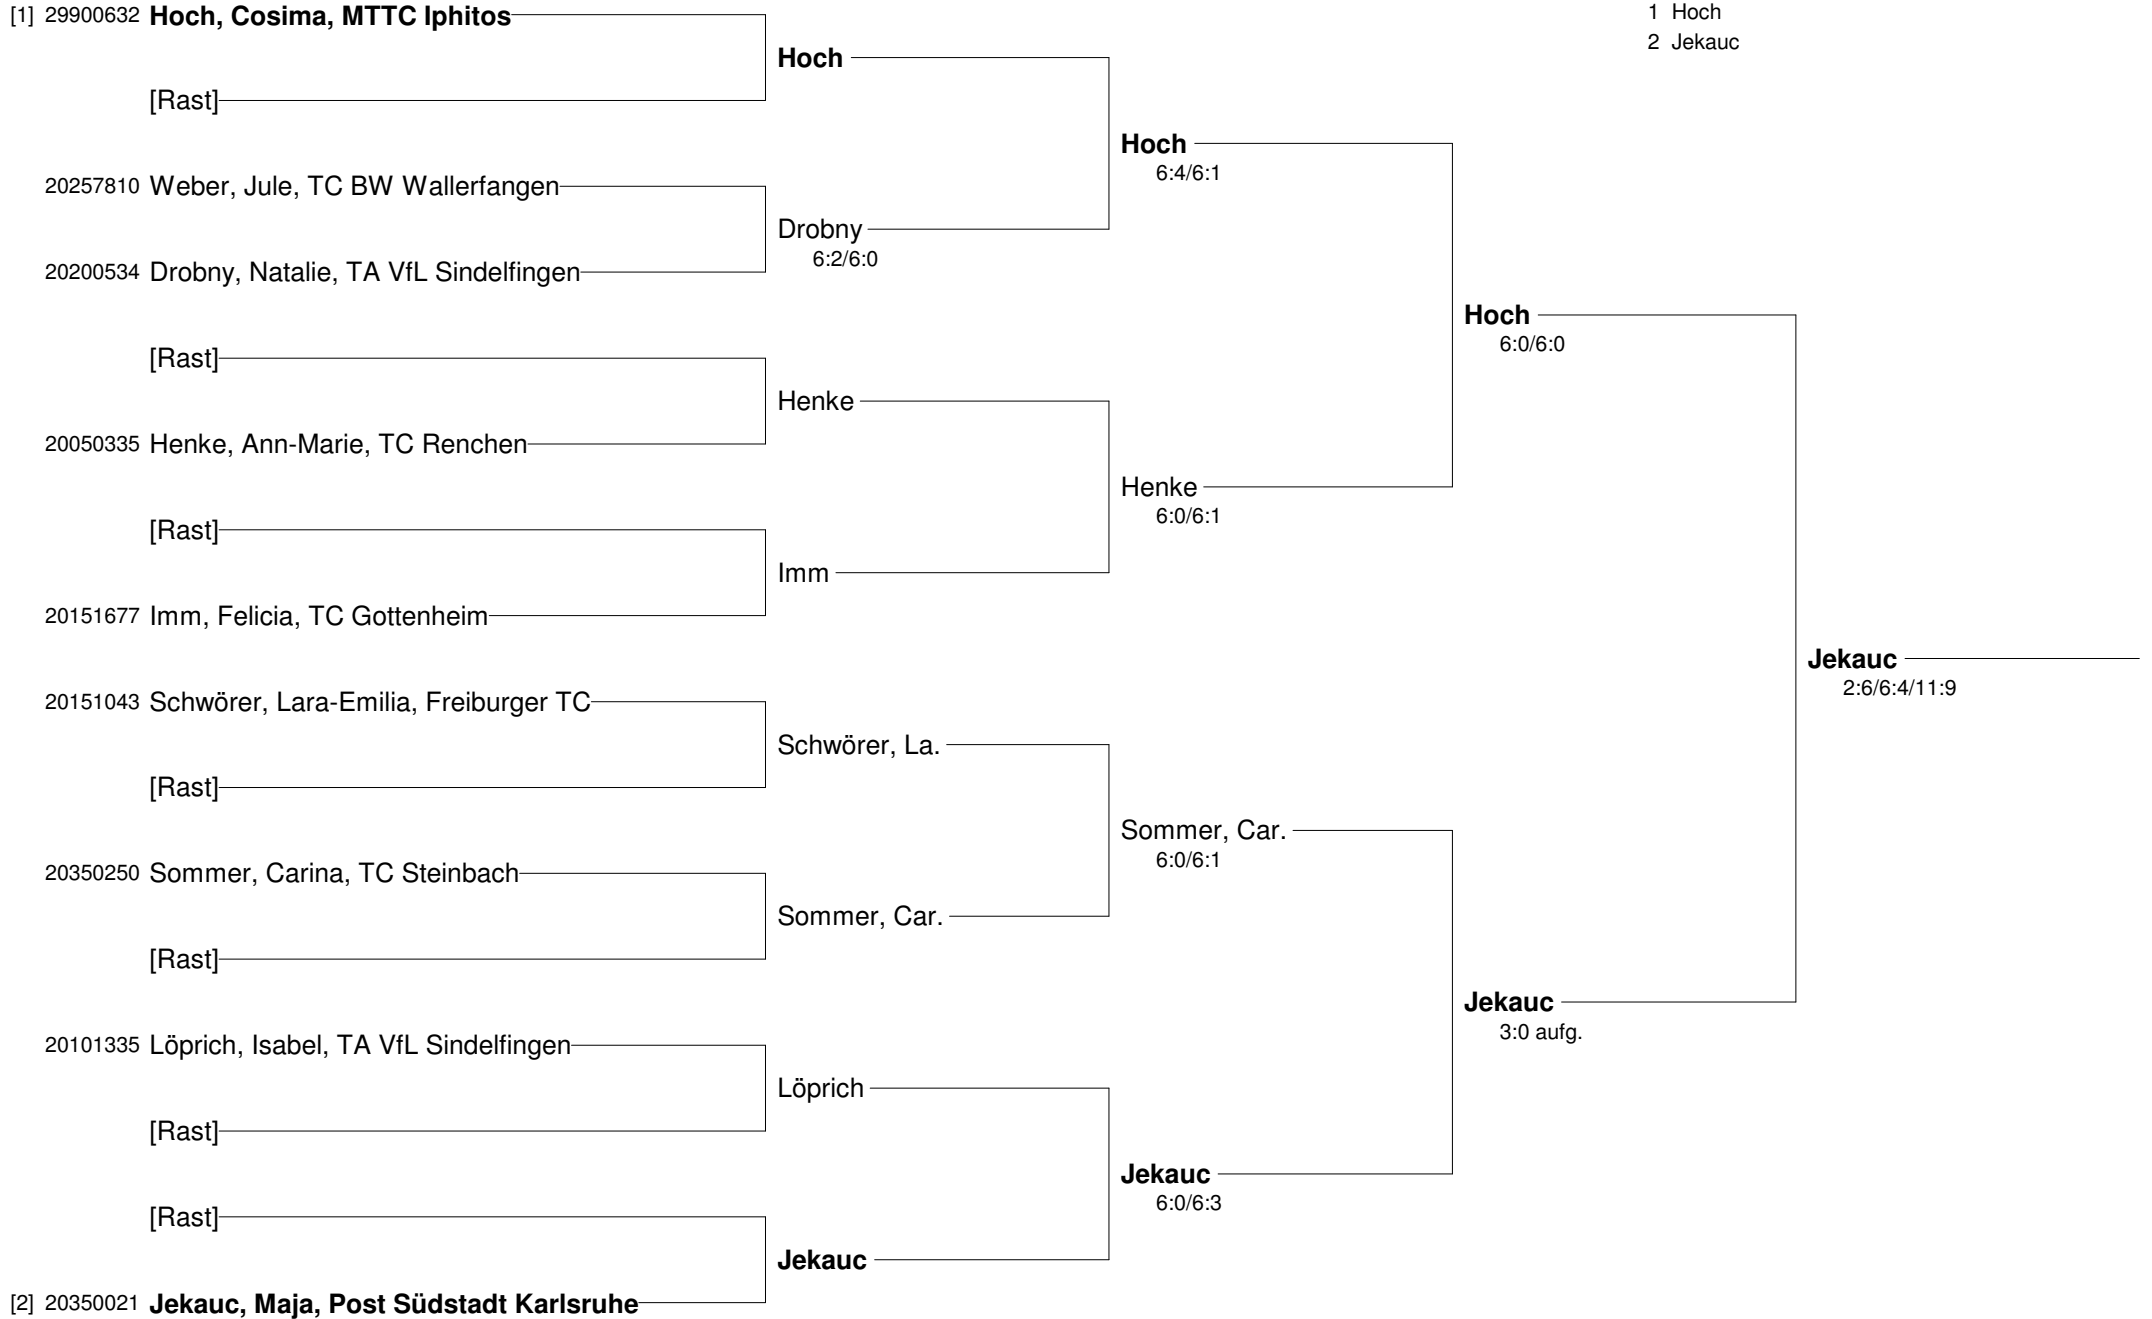 [1] 29900632 Hoch, Cosima, MTTC Iphitos
1 Hoch
2 Jekauc
Hoch
[Rast]
Hoch
6:4/6:1
20257810 Weber, Jule, TC BW Wallerfangen
Drobny
6:2/6:0
20200534 Drobny, Natalie, TA VfL Sindelfingen
Hoch
6:0/6:0
[Rast]
Henke
20050335 Henke, Ann-Marie, TC Renchen
Henke
6:0/6:1
[Rast]
Imm
20151677 Imm, Felicia, TC Gottenheim
Jekauc
2:6/6:4/11:9
20151043 Schwörer, Lara-Emilia, Freiburger TC
Schwörer, La.
[Rast]
Sommer, Car.
6:0/6:1
20350250 Sommer, Carina, TC Steinbach
Sommer, Car.
[Rast]
Jekauc
3:0 aufg.
20101335 Löprich, Isabel, TA VfL Sindelfingen
Löprich
[Rast]
Jekauc
6:0/6:3
[Rast]
Jekauc
[2] 20350021 Jekauc, Maja, Post Südstadt Karlsruhe